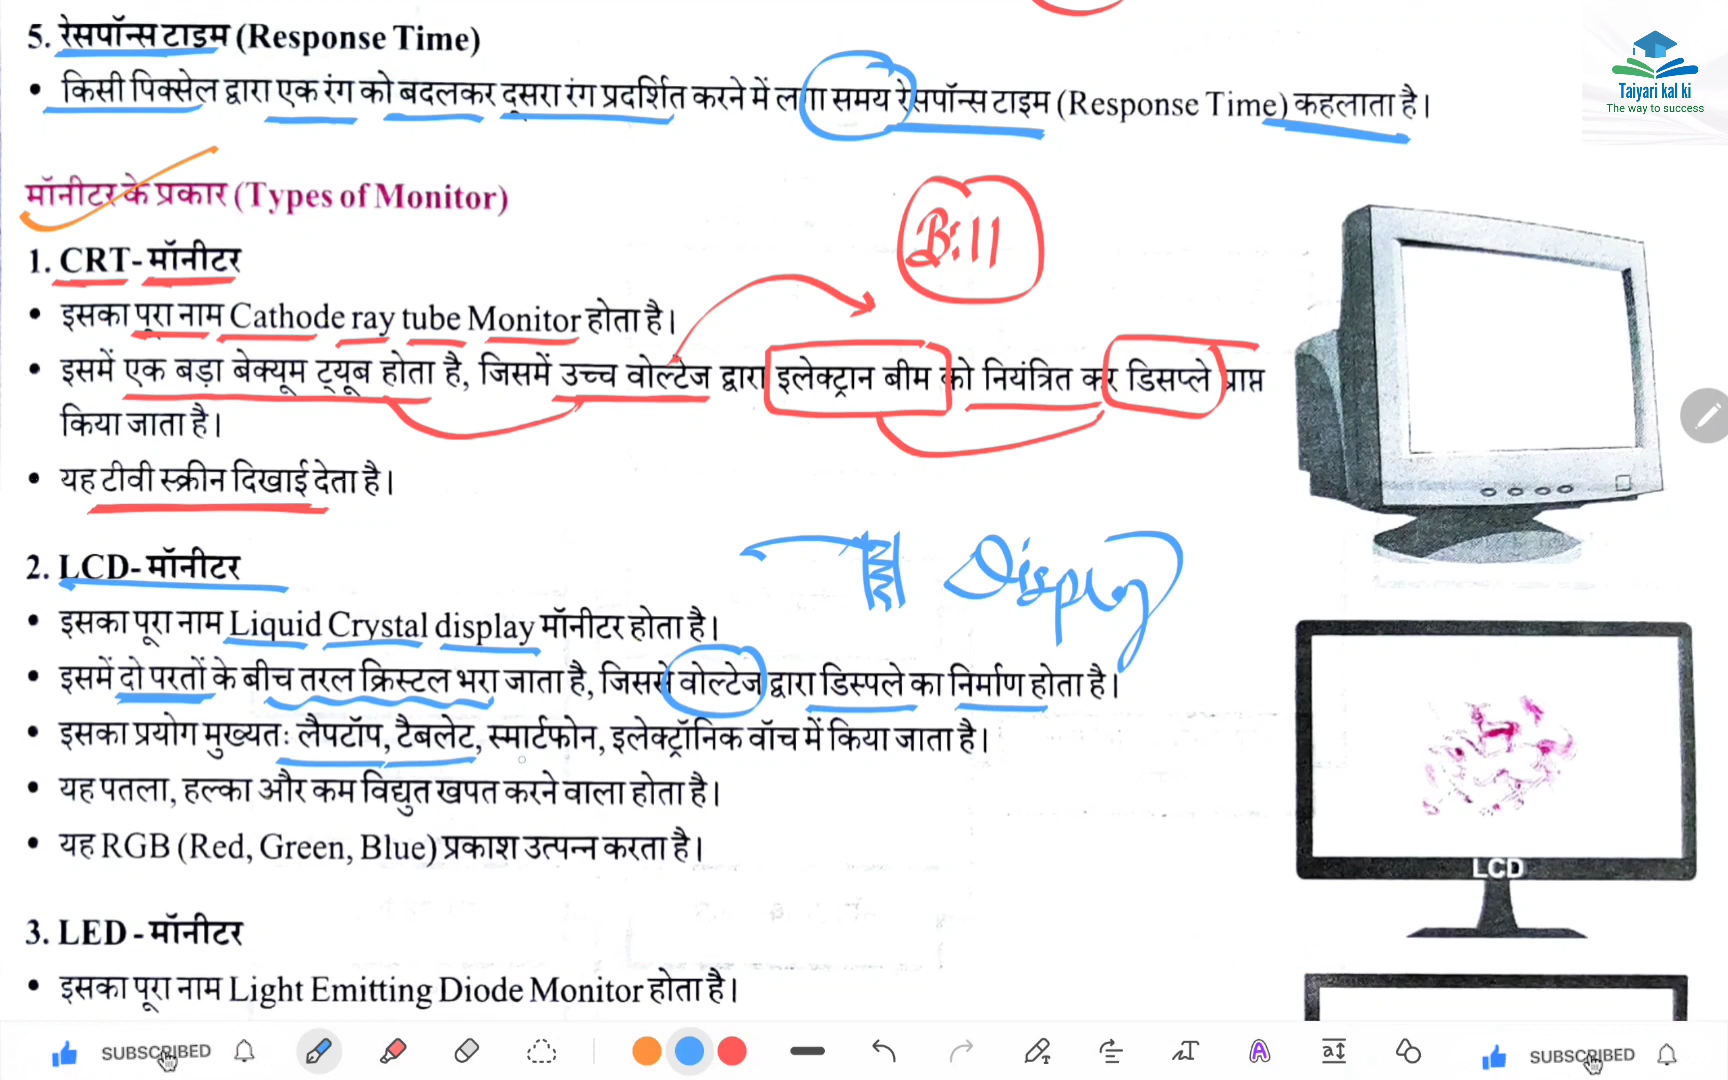 5. रेसपॉन्स टाइम (Response Time)
Taiyari kal ki
The way to success
• किसी पिक्सेल द्वारा एक रंग को बदलकर दूसरा रंग प्रदर्शित करने में लगा समय रेसपॉन्स टाइम (Response Time) कहलाता है।
मॉनीटर के प्रकार (Types of Monitor)
1. CRT- मॉनीटर
• इसका पूरा नाम Cathode ray tube Monitor होता है।
• इसमें एक बड़ा बेक्यूम ट्यूब होता है, जिसमें उच्च वोल्टेज द्वारा इलेक्ट्रान बीम को नियंत्रित कर डिसप्ले प्राप्त
किया जाता है।
• यह टीवी स्क्रीन दिखाई देता है।
2. LCD- मॉनीटर
Display
• इसका पूरा नाम Liquid Crystal display मॉनीटर होता है।
• इसमें दो परतों के बीच तरल क्रिस्टल भरा जाता है, जिससे वोल्टेज द्वारा डिस्पले का निर्माण होता है।
• इसका प्रयोग मुख्यतः लैपटॉप, टैबलेट, स्मार्टफोन, इलेक्ट्रॉनिक वॉच में किया जाता है।
• यह पतला, हल्का और कम विद्युत खपत करने वाला होता है।
• यह RGB (Red, Green, Blue) प्रकाश उत्पन्न करता है।
LCD
3. LED - मॉनीटर
• इसका पूरा नाम Light Emitting Diode Monitor होता है।
SUBSCRIBED
SUBSCRIBED